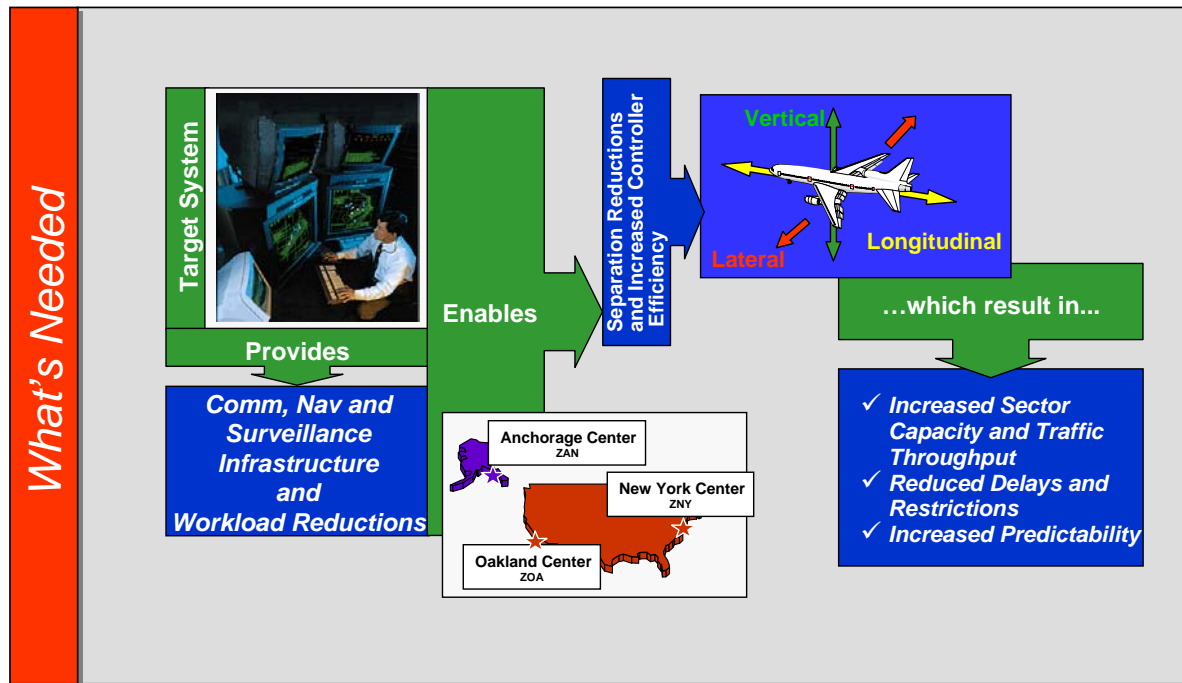 What's Needed
Target System
Provides
Comm, Nav and
Surveillance
Infrastructure
and
Workload Reductions
Enables
Anchorage Center
ZAN
New York Center
ZNY
Oakland Center
ZOA
Separation Reductions
and Increased Controller
Efficiency
Vertical
Longitudinal
Lateral
…which result in...
✓ Increased Sector
Capacity and Traffic
Throughput
✓ Reduced Delays and
Restrictions
✓ Increased Predictability